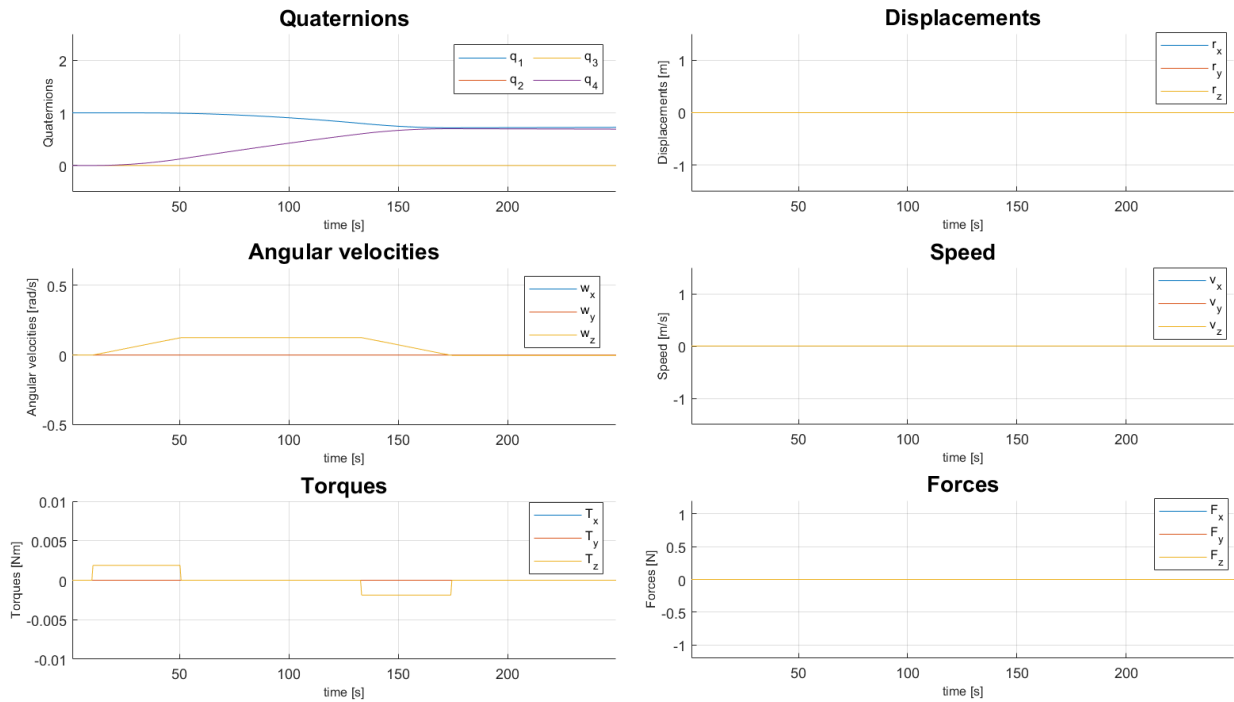 Quaternions
Quaternions
2
1
0
q1 q3
q2 q4
50 100 150 200
time [s]
Displacements
Displacements [m]
1
0
-1
rx
ry
rz
50 100 150 200
time [s]
Angular velocities
Angular velocities [rad/s]
0.5
0
-0.5
wx
wy
wz
50 100 150 200
time [s]
Speed
Speed [m/s]
1
0
-1
vx
vy
vz
50 100 150 200
time [s]
Torques
Torques [Nm]
0.01
0.005
0
-0.005
-0.01
Tx
Ty
Tz
50 100 150 200
time [s]
Forces
Forces [N]
1
0.5
0
-0.5
-1
Fx
Fy
Fz
50 100 150 200
time [s]